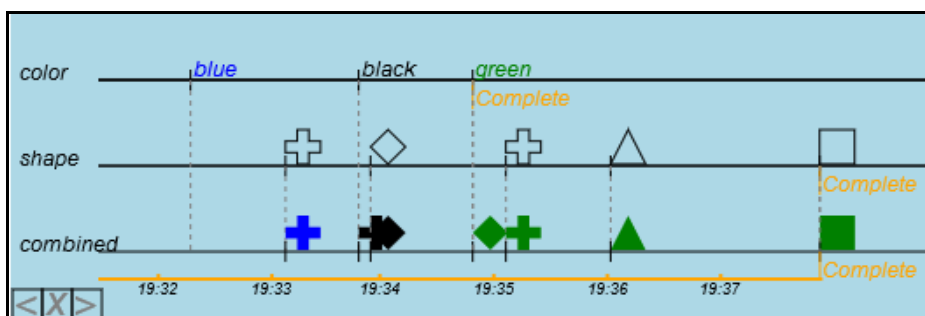 color blue black green
Complete
shape
Complete
combined
Complete
19:32 19:33 19:34 19:35 19:36 19:37
< X >